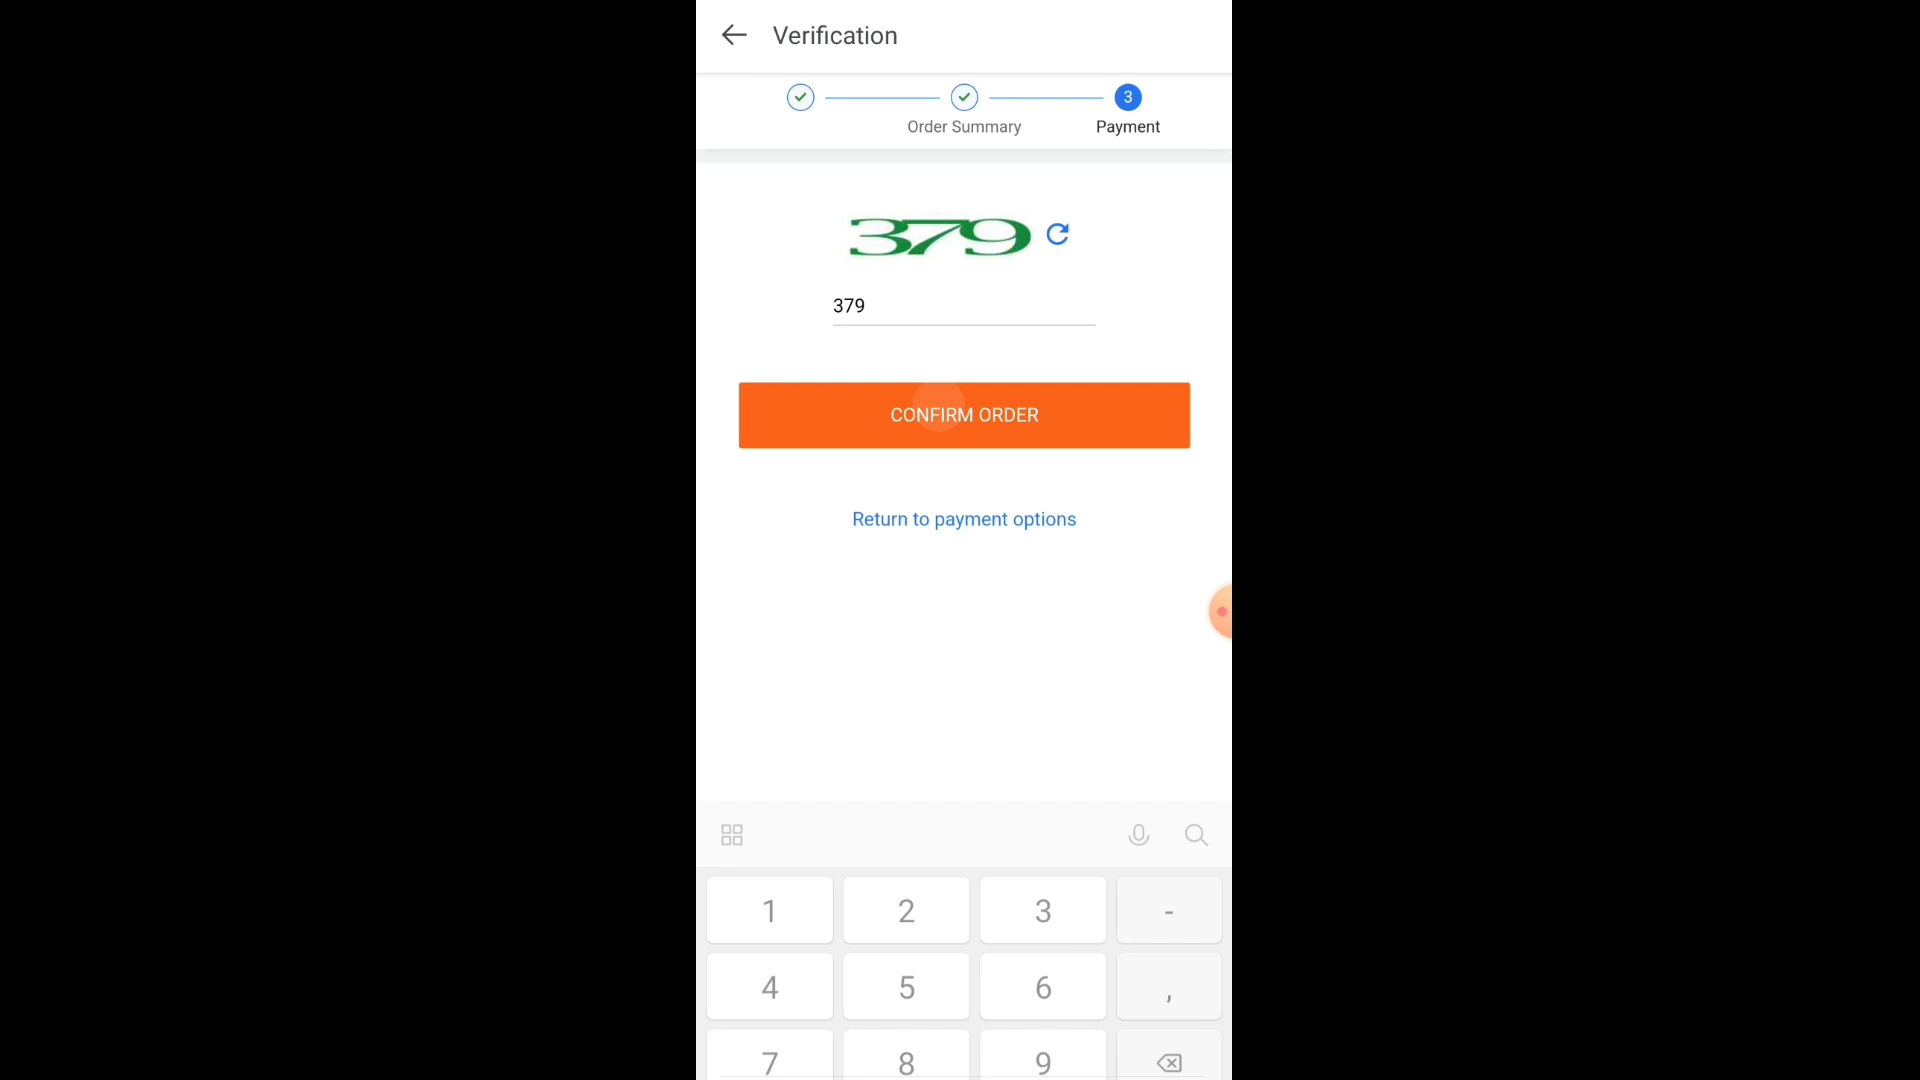 Verification
3
Order Summary
Payment
379
379
CONFIRM ORDER
Return to payment options
1 2 3 -
4 5 6 ,
7 8 9